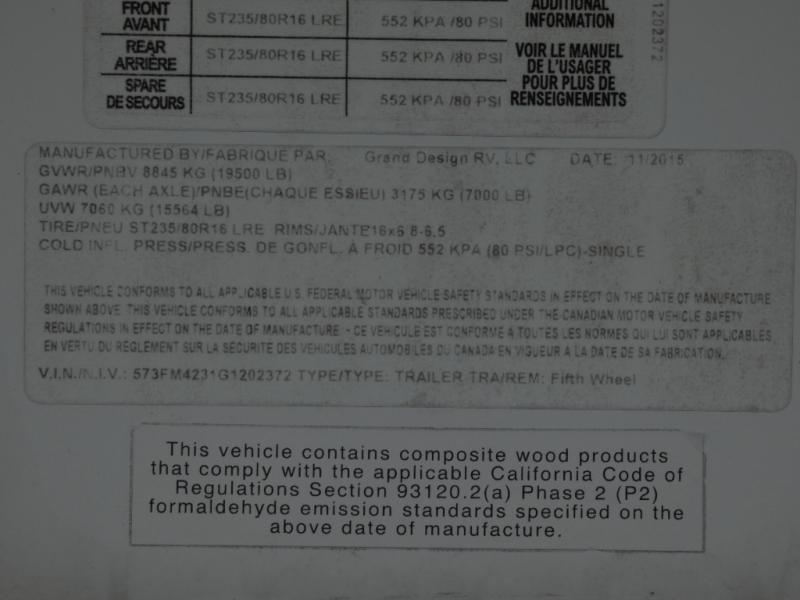 FRONT AVANT ST235/80R16 LRE 552 KPA /80 PSI
REAR ARRIÈRE ST235/80R16 LRE 552 KPA /80 PSI
SPARE DE SECOURS ST235/80R16 LRE 552 KPA /80 PSI
ADDITIONAL
INFORMATION
VOIR LE MANUEL
DE L'USAGER
POUR PLUS DE
RENSEIGNEMENTS
1202372
MANUFACTURED BY/FABRIQUE PAR: Grand Design RV, LLC DATE: 11/2015
GVWR/PNBV 8845 KG (19500 LB)
GAWR (EACH AXLE)/PNBE(CHAQUE ESSIEU) 3175 KG (7000 LB)
UVW 7060 KG (15564 LB)
TIRE/PNEU ST235/80R16 LRE RIMS/JANTE16x6 8-6.5
COLD INFL. PRESS/PRESS. DE GONFL. À FROID 552 KPA (80 PSI/LPC)-SINGLE
THIS VEHICLE CONFORMS TO ALL APPLICABLE U.S. FEDERAL MOTOR VEHICLE SAFETY STANDARDS IN EFFECT ON THE DATE OF MANUFACTURE
SHOWN ABOVE. THIS VEHICLE CONFORMS TO ALL APPLICABLE STANDARDS PRESCRIBED UNDER THE CANADIAN MOTOR VEHICLE SAFETY
REGULATIONS IN EFFECT ON THE DATE OF MANUFACTURE - CE VEHICULE EST CONFORME A TOUTES LES NORMES QUI LUI SONT APPLICABLES
EN VERTU DU REGLEMENT SUR LA SECURITE DES VEHICULES AUTOMOBILES DU CANADA EN VIGUEUR A LA DATE DE SA FABRICATION.
V.I.N./N.I.V.: 573FM4231G1202372 TYPE/TYPE: TRAILER TRA/REM: Fifth Wheel
This vehicle contains composite wood products
that comply with the applicable California Code of
Regulations Section 93120.2(a) Phase 2 (P2)
formaldehyde emission standards specified on the
above date of manufacture.